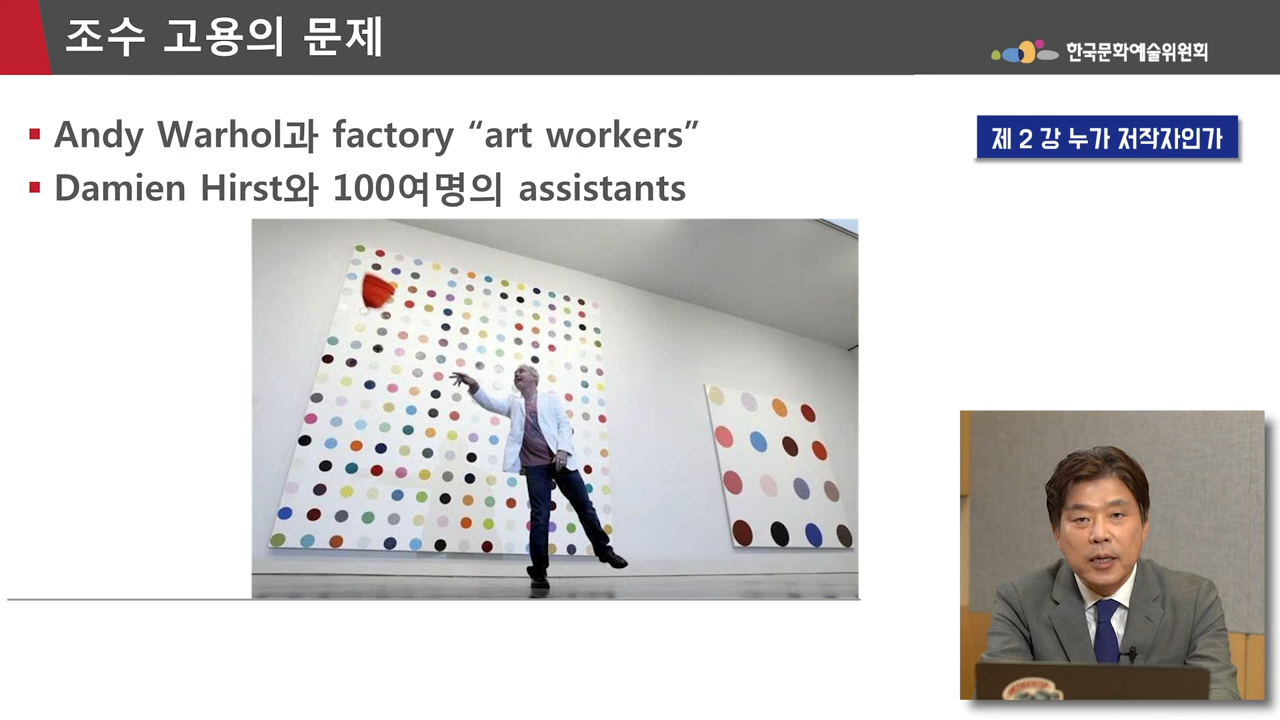 조수 고용의 문제
한국문화예술위원회
Andy Warhol과 factory “art workers”
제 2 강 누가 저작자인가
Damien Hirst와 100여명의 assistants